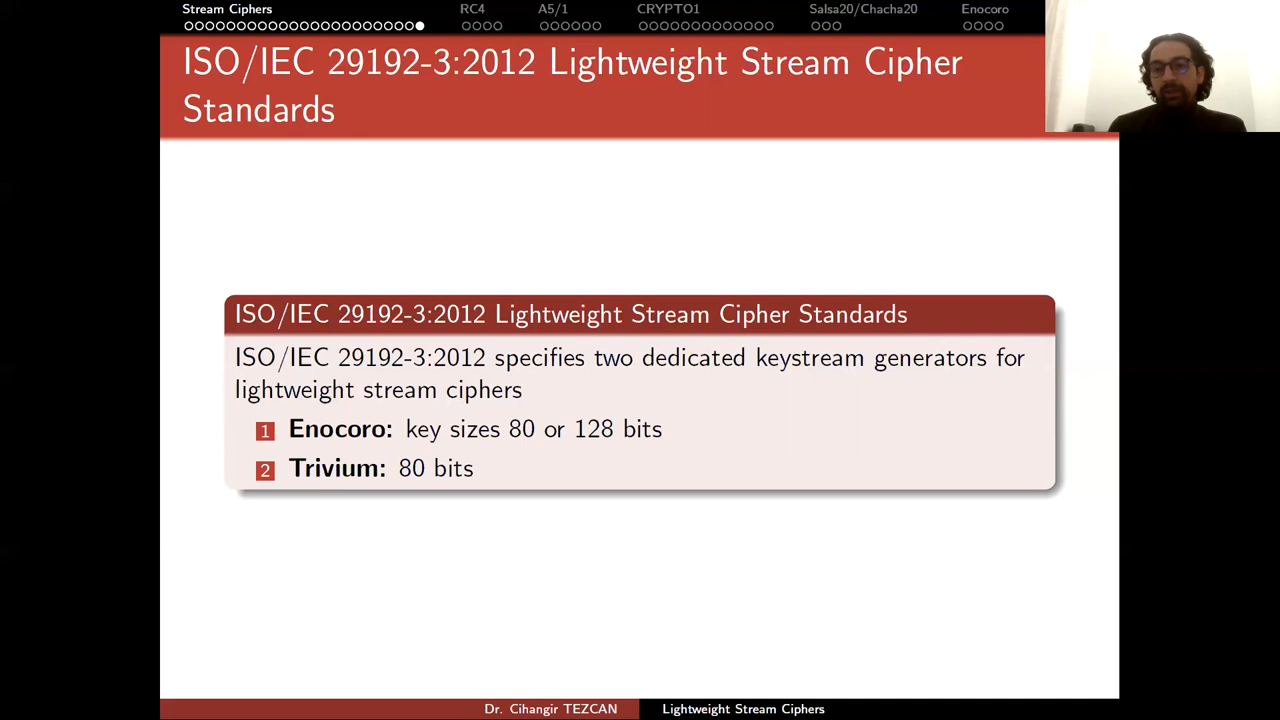 Stream Ciphers RC4 A5/1 CRYPTO1 Salsa20/Chacha20 Enocoro
ISO/IEC 29192-3:2012 Lightweight Stream Cipher
Standards
ISO/IEC 29192-3:2012 Lightweight Stream Cipher Standards
ISO/IEC 29192-3:2012 specifies two dedicated keystream generators for
lightweight stream ciphers
1 Enocoro: key sizes 80 or 128 bits
2 Trivium: 80 bits
Dr. Cihangir TEZCAN Lightweight Stream Ciphers